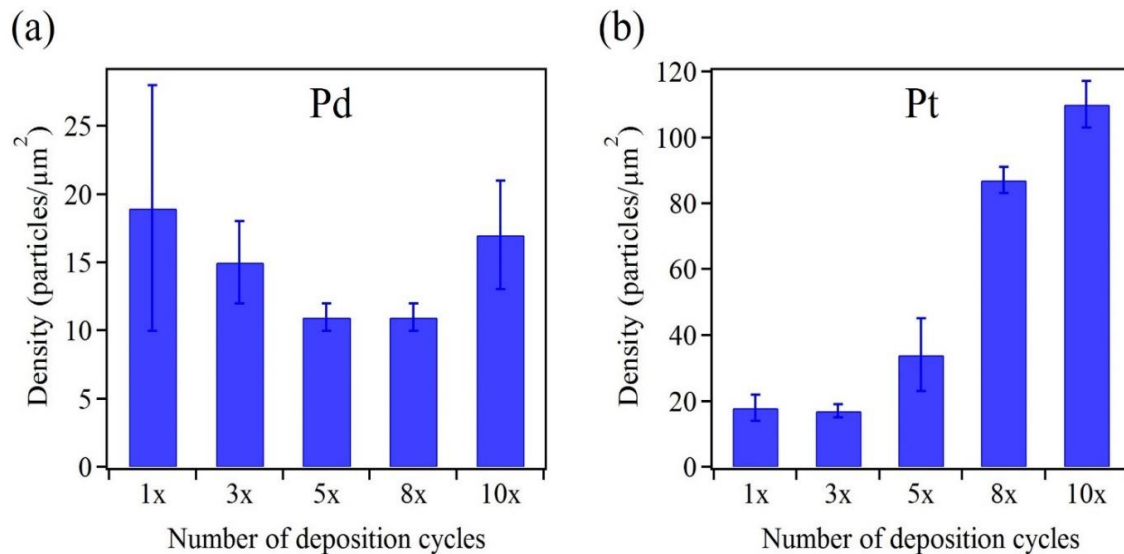 (a)
Pd
Density (particles/µm²)
25
20
15
10
5
0
1x 3x 5x 8x 10x
Number of deposition cycles
(b)
Pt
Density (particles/µm²)
120
100
80
60
40
20
0
1x 3x 5x 8x 10x
Number of deposition cycles